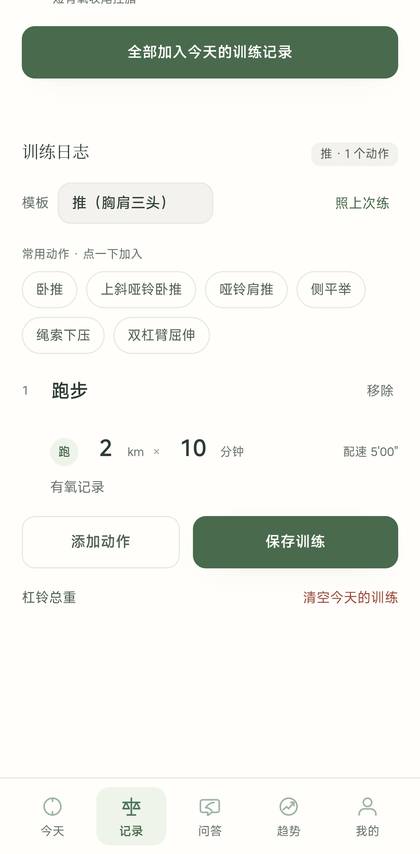 全部加入今天的训练记录
训练日志
推 · 1 个动作
模板
推（胸肩三头）
照上次练
常用动作 · 点一下加入
卧推
上斜哑铃卧推
哑铃肩推
侧平举
绳索下压
双杠臂屈伸
1 跑步 移除
跑 2 km × 10 分钟 配速 5'00"
有氧记录
添加动作
保存训练
杠铃总重
清空今天的训练
今天
记录
问答
趋势
我的